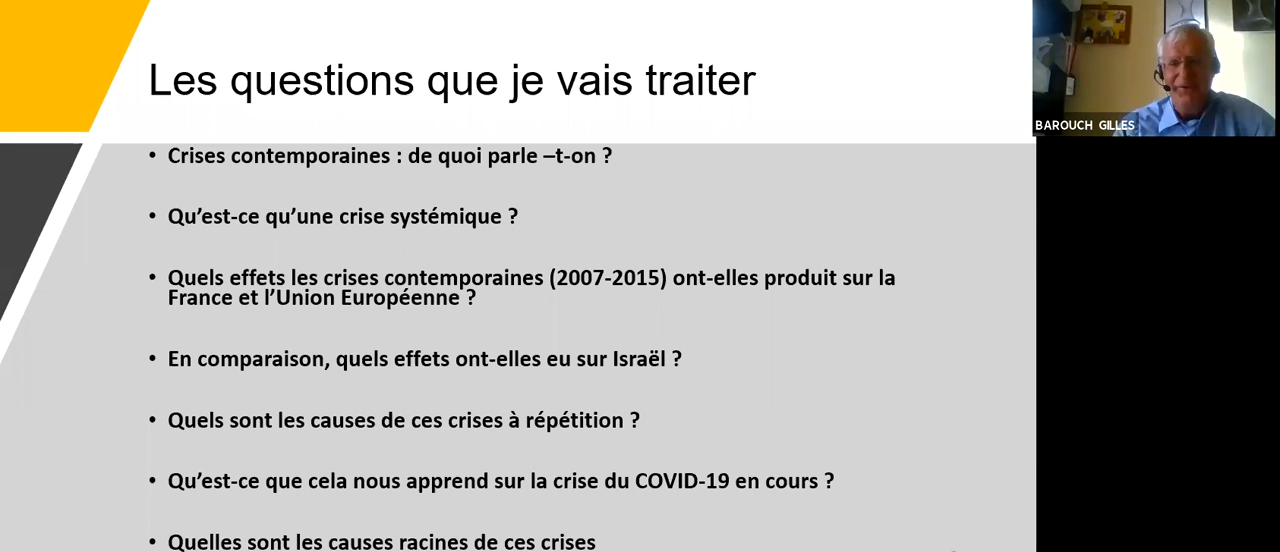 Les questions que je vais traiter
BAROUCH GILLES
• Crises contemporaines : de quoi parle –t-on ?
• Qu’est-ce qu’une crise systémique ?
• Quels effets les crises contemporaines (2007-2015) ont-elles produit sur la
France et l’Union Européenne ?
• En comparaison, quels effets ont-elles eu sur Israël ?
• Quels sont les causes de ces crises à répétition ?
• Qu’est-ce que cela nous apprend sur la crise du COVID-19 en cours ?
• Quelles sont les causes racines de ces crises